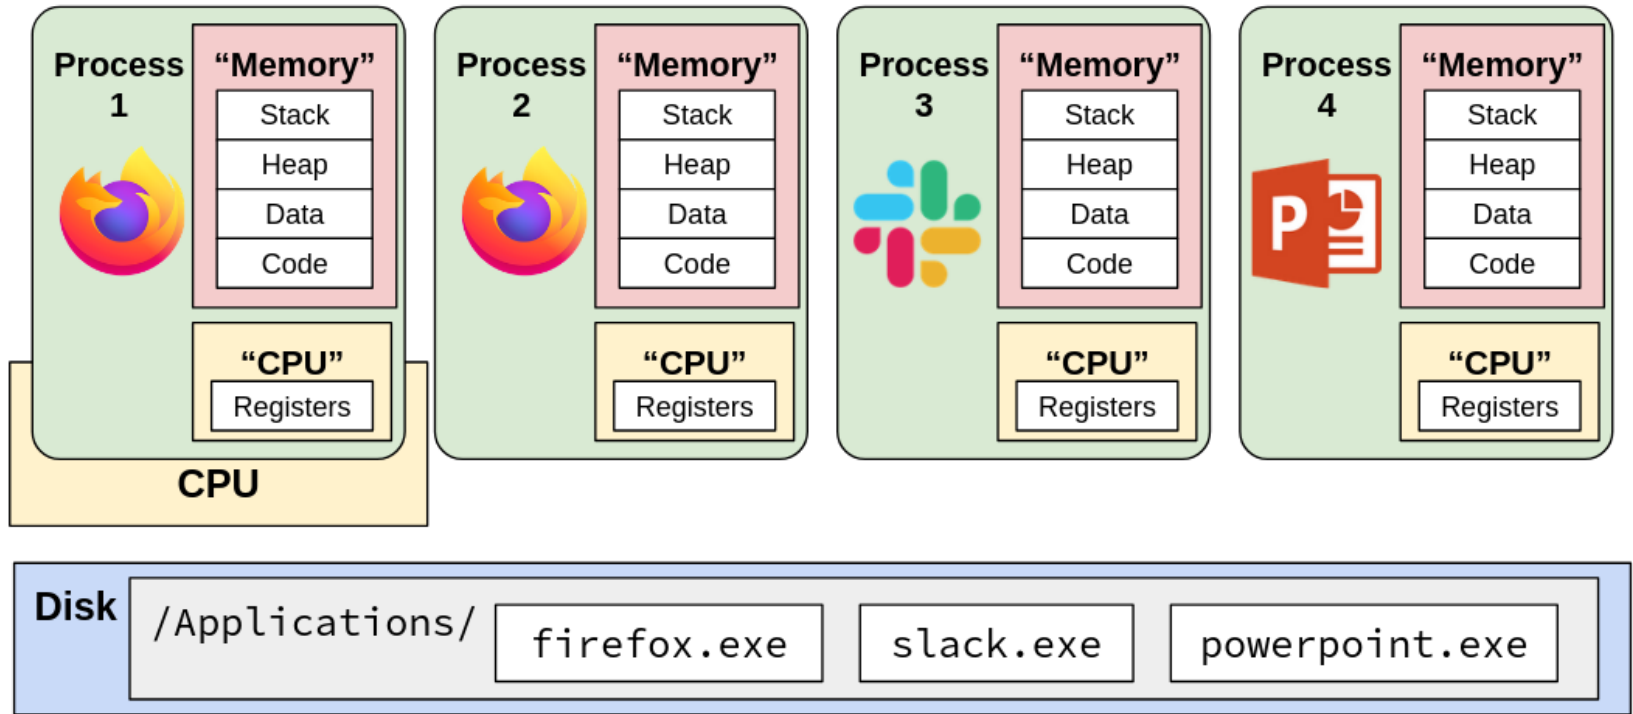 Process
1
“Memory”
Stack
Heap
Data
Code
“CPU”
Registers
Process
2
“Memory”
Stack
Heap
Data
Code
“CPU”
Registers
Process
3
“Memory”
Stack
Heap
Data
Code
“CPU”
Registers
Process
4
P
“Memory”
Stack
Heap
Data
Code
“CPU”
Registers
CPU
Disk
/Applications/
firefox.exe
slack.exe
powerpoint.exe